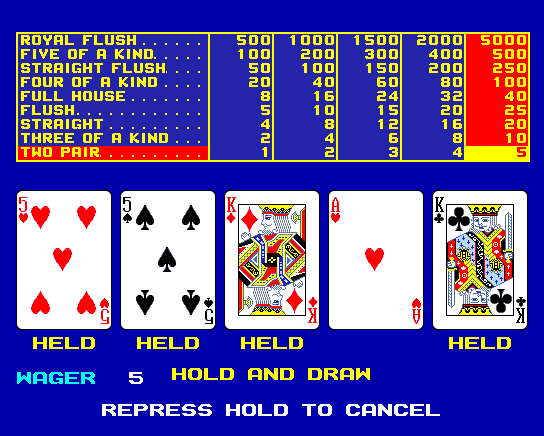 ROYAL FLUSH...... 500 1000 1500 2000 5000
FIVE OF A KIND.... 100 200 300 400 500
STRAIGHT FLUSH.... 50 100 150 200 250
FOUR OF A KIND .... 20 40 60 80 100
FULL HOUSE....... 8 16 24 32 40
FLUSH........... 5 10 15 20 25
STRAIGHT ........ 4 8 12 16 20
THREE OF A KIND ... 2 4 6 8 10
TWO PAIR.......... 1 2 3 4 5
5 5 K A K
5 5 K A K
HELD HELD HELD HELD
WAGER 5 HOLD AND DRAW
REPRESS HOLD TO CANCEL